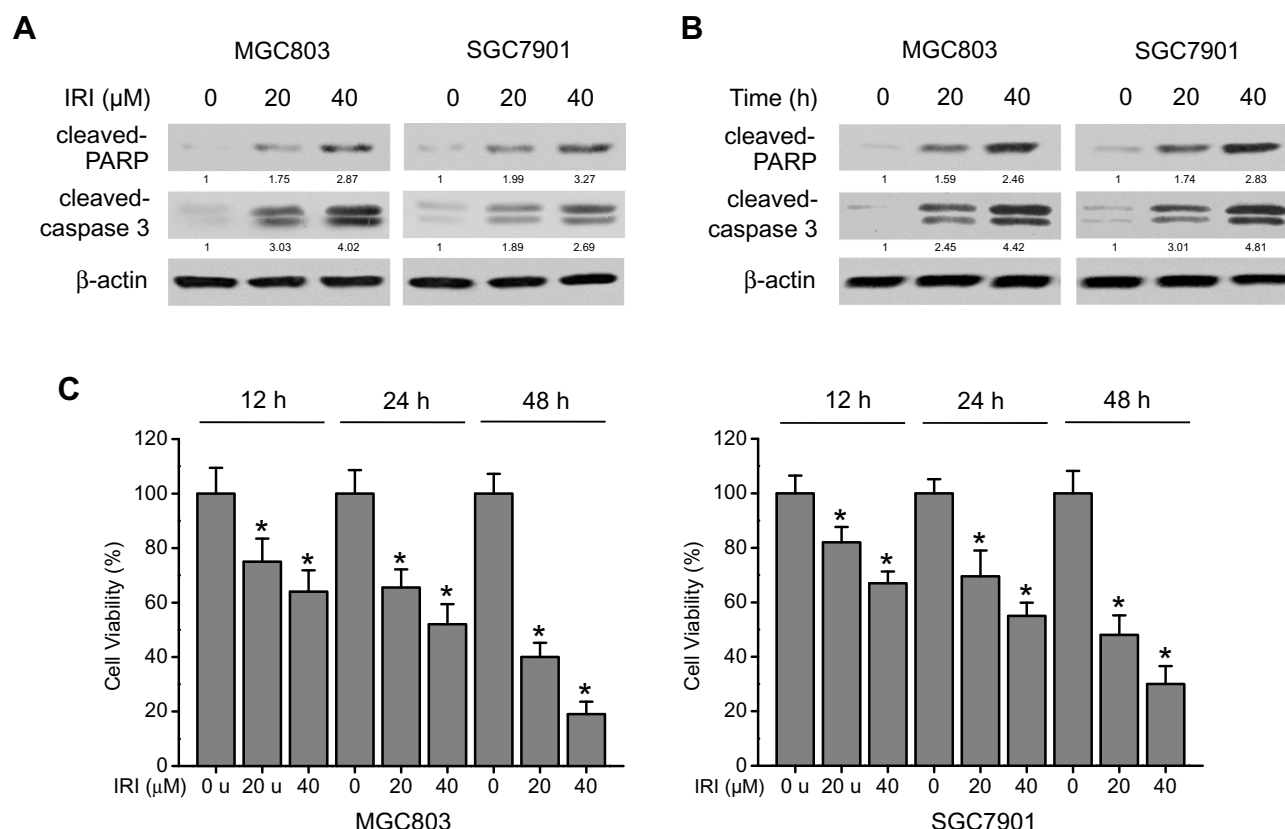 A
MGC803 SGC7901
IRI (µM) 0 20 40 0 20 40
cleaved-
PARP
1 1.75 2.87 1 1.99 3.27
cleaved-
caspase 3
1 3.03 4.02 1 1.89 2.69
β-actin
B
MGC803 SGC7901
Time (h) 0 20 40 0 20 40
cleaved-
PARP
1 1.59 2.46 1 1.74 2.83
cleaved-
caspase 3
1 2.45 4.42 1 3.01 4.81
β-actin
C
12 h 24 h 48 h
120
100
80
60
40
20
0
Cell Viability (%)
* * * * * *
IRI (µM) 0 u 20 u 40 0 20 40 0 20 40
MGC803
12 h 24 h 48 h
120
100
80
60
40
20
0
Cell Viability (%)
* * * * * *
IRI (µM) 0 u 20 u 40 0 20 40 0 20 40
SGC7901